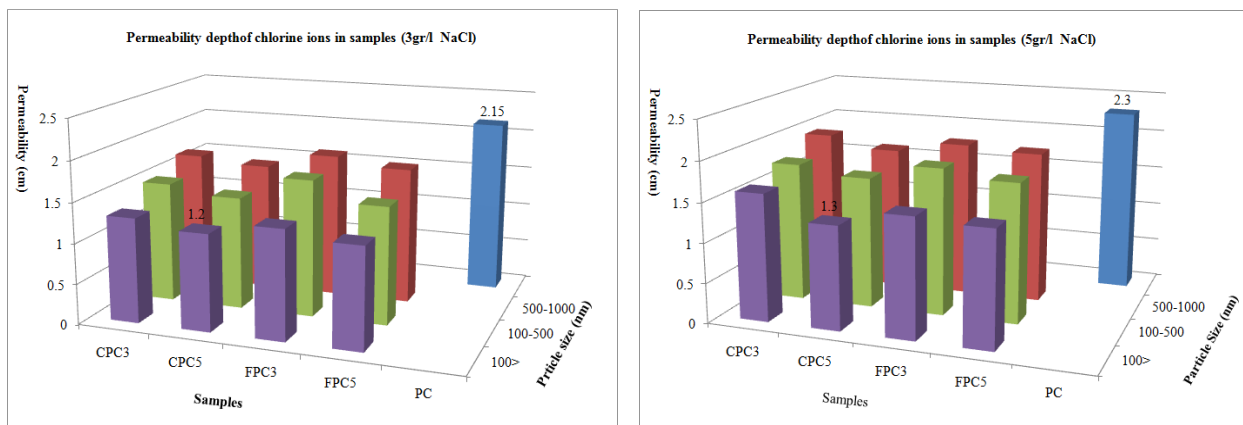 Permeability depthof chlorine ions in samples (3gr/l NaCl)
Permeability (cm)
2.5
2
1.5
1
0.5
0
2.15
1.2
CPC3
CPC5
FPC3
FPC5
PC
Samples
500-1000
100-500
100>
Prticle size (nm)
Permeability depthof chlorine ions in samples (5gr/l NaCl)
Permeability (cm)
2.5
2
1.5
1
0.5
0
2.3
1.3
CPC3
CPC5
FPC3
FPC5
PC
Samples
500-1000
100-500
100>
Particle Size (nm)